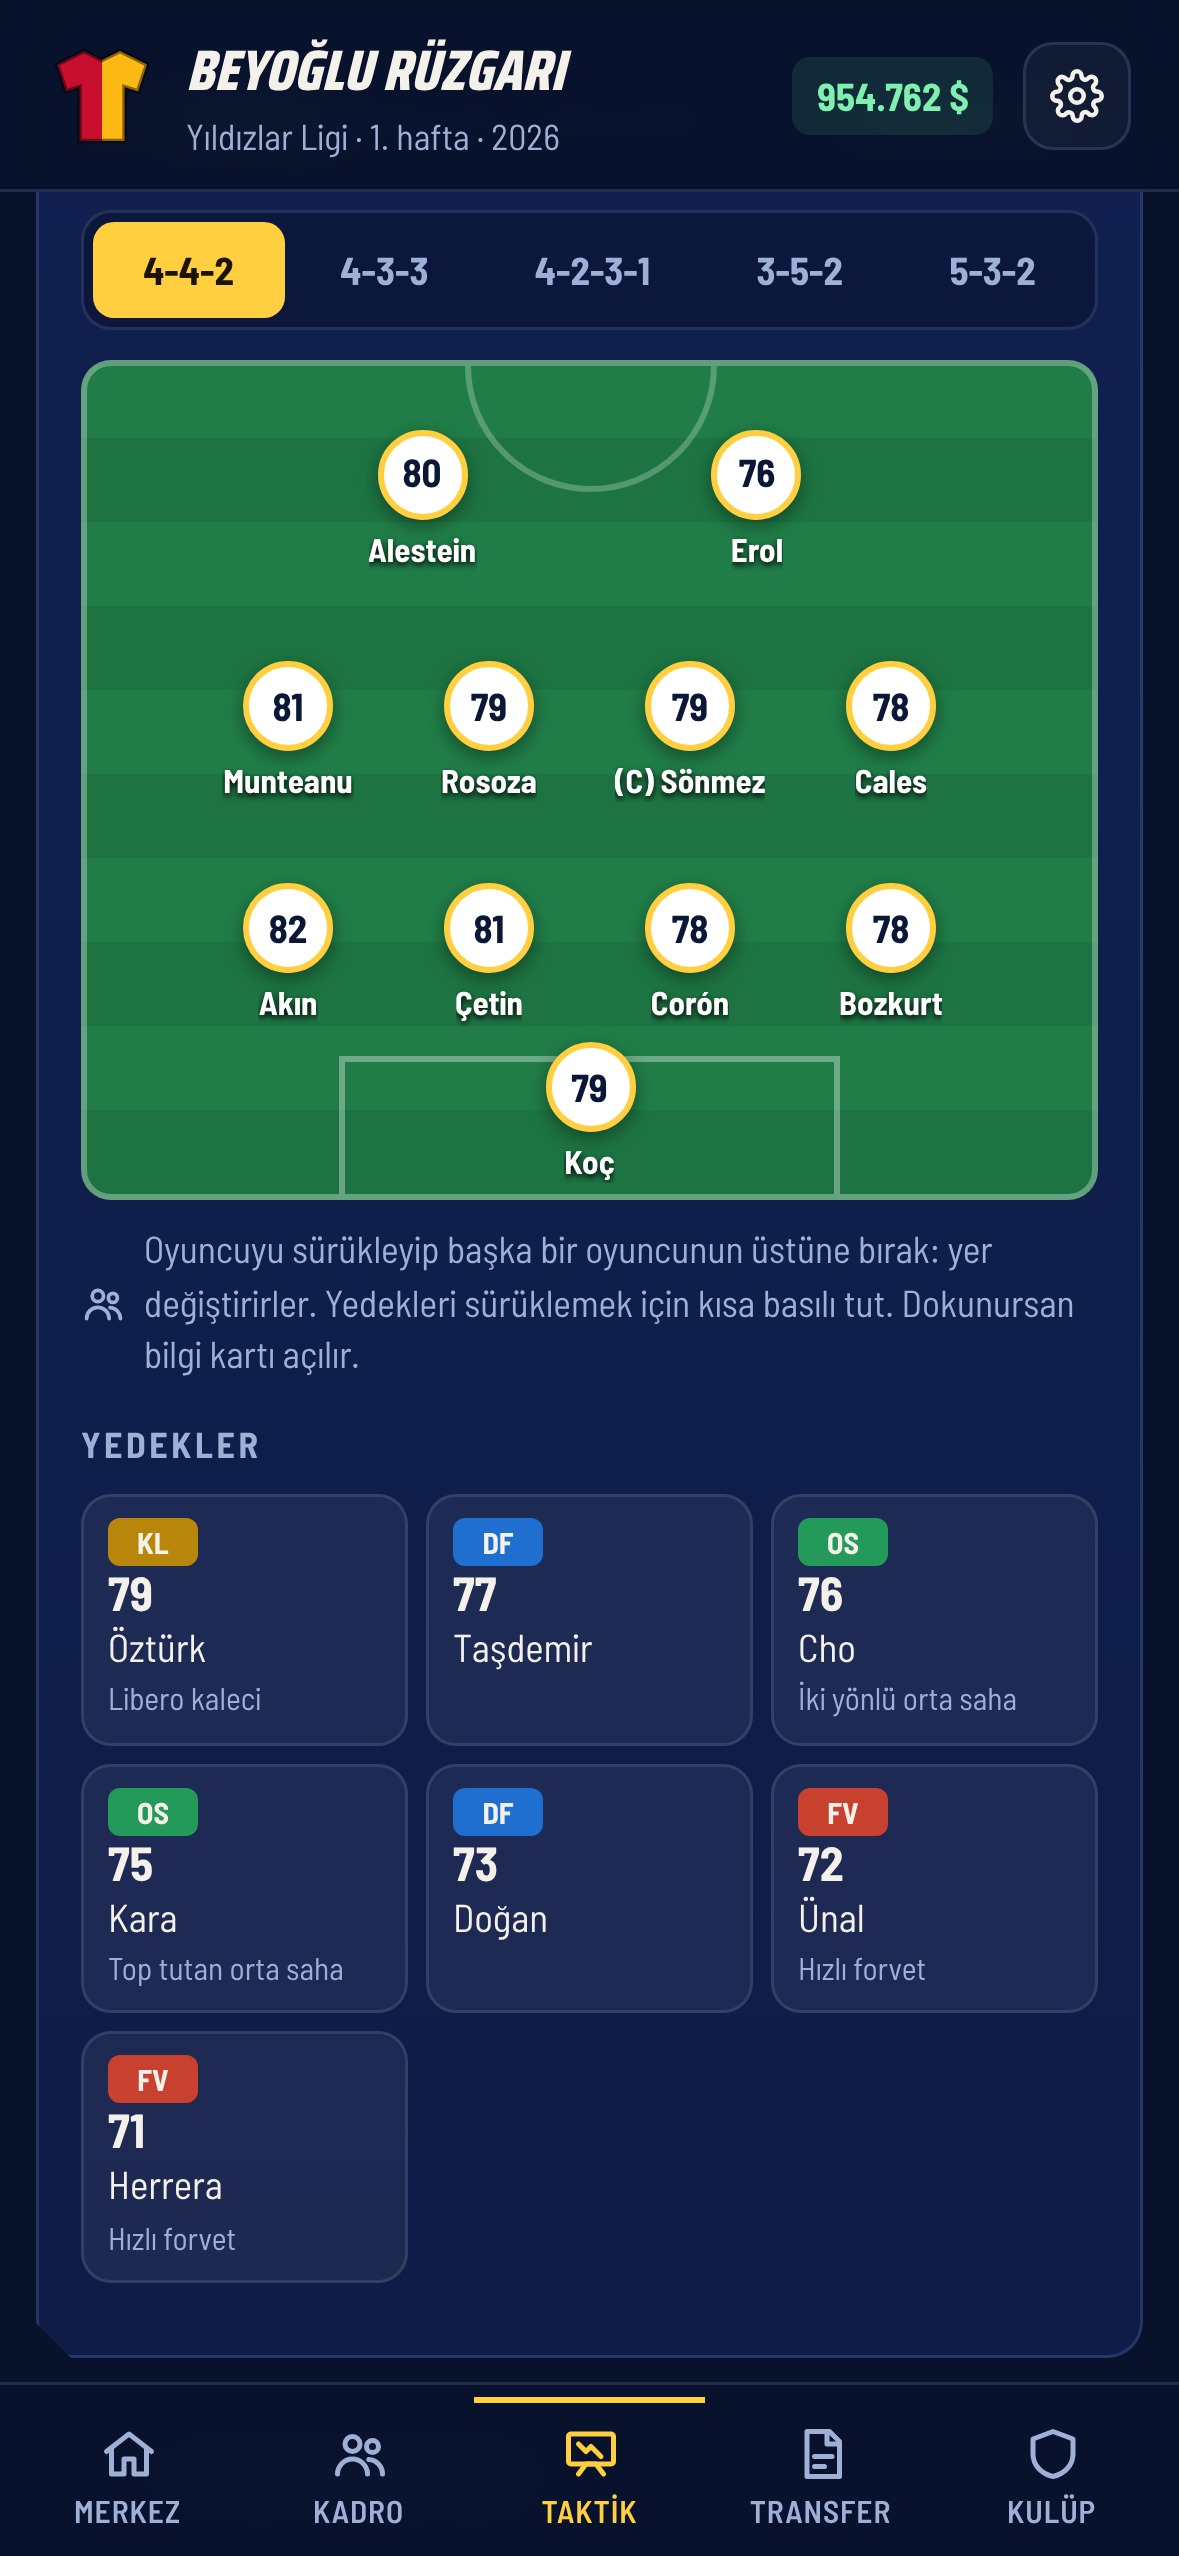 BEYOĞLU RÜZGARI
Yıldızlar Ligi · 1. hafta · 2026
954.762 $
4-4-2
4-3-3
4-2-3-1
3-5-2
5-3-2
80
76
Alestein
Erol
81
79
79
78
Munteanu
Rosoza
(C) Sönmez
Cales
82
81
78
78
Akın
Çetin
Corón
Bozkurt
79
Koç
Oyuncuyu sürükleyip başka bir oyuncunun üstüne bırak: yer
değiştirirler. Yedekleri sürüklemek için kısa basılı tut. Dokunursan
bilgi kartı açılır.
YEDEKLER
KL
79
Öztürk
Libero kaleci
DF
77
Taşdemir
OS
76
Cho
İki yönlü orta saha
OS
75
Kara
Top tutan orta saha
DF
73
Doğan
FV
72
Ünal
Hızlı forvet
FV
71
Herrera
Hızlı forvet
MERKEZ
KADRO
TAKTİK
TRANSFER
KULÜP